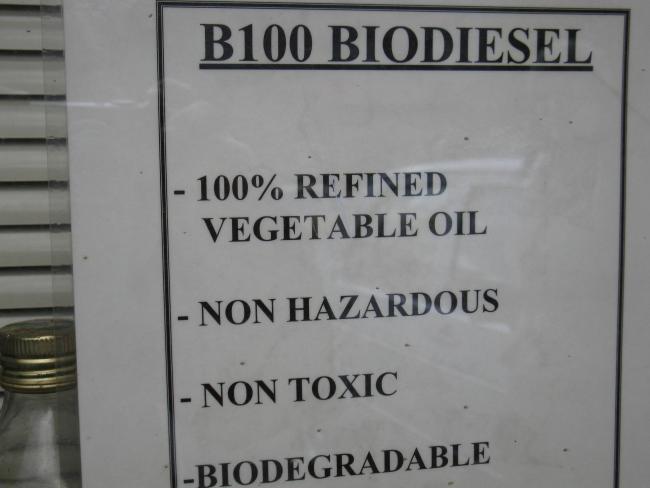 B100 BIODIESEL
- 100% REFINED
VEGETABLE OIL
- NON HAZARDOUS
- NON TOXIC
-BIODEGRADABLE